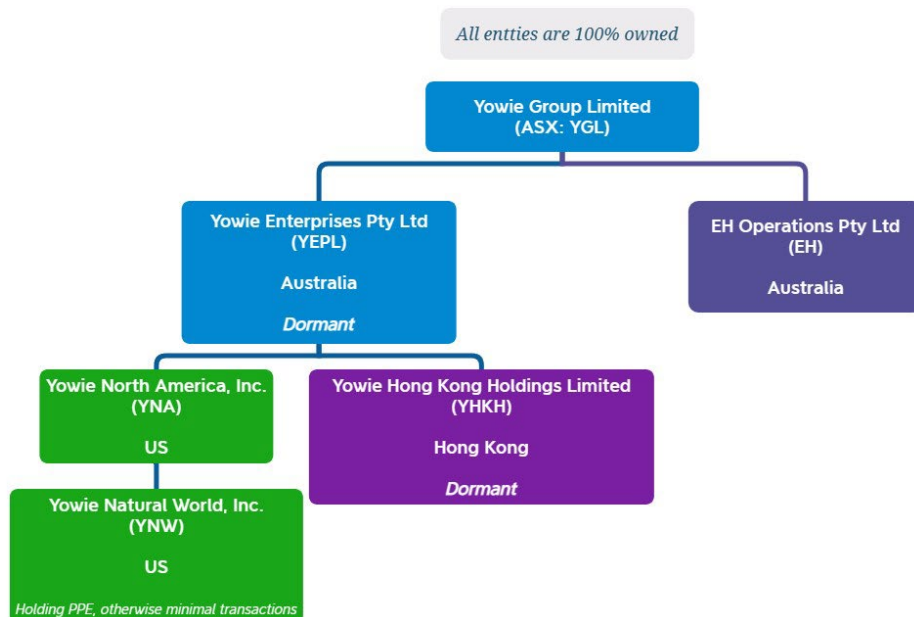 All entties are 100% owned
Yowie Group Limited
(ASX: YGL)
Yowie Enterprises Pty Ltd
(YEPL)
Australia
Dormant
EH Operations Pty Ltd
(EH)
Australia
Yowie North America, Inc.
(YNA)
US
Yowie Hong Kong Holdings Limited
(YHKH)
Hong Kong
Dormant
Yowie Natural World, Inc.
(YNW)
US
Holding PPE, otherwise minimal transactions